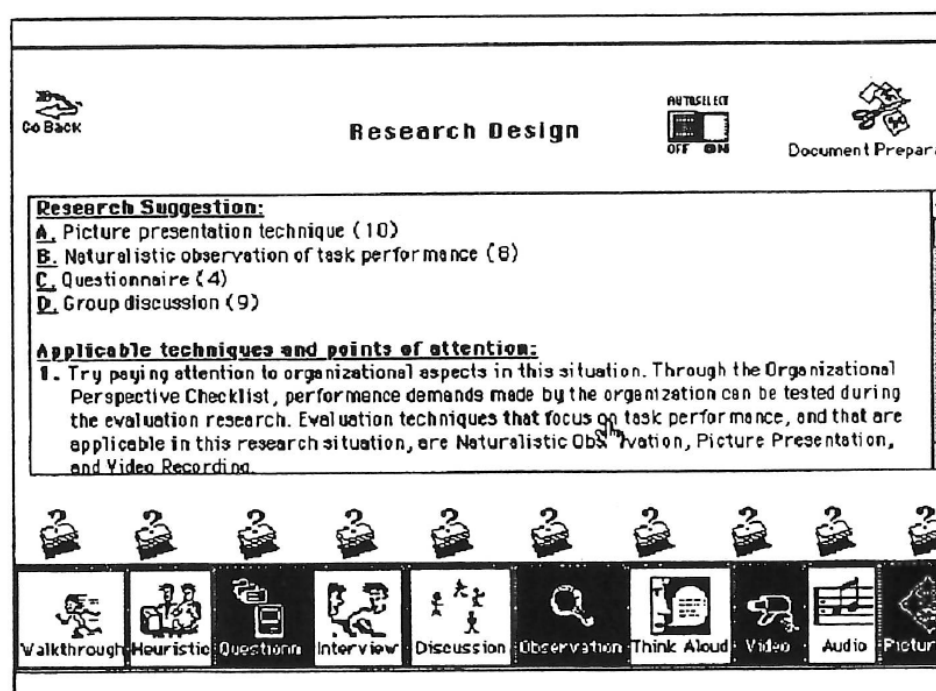 Go Back
Research Design
AUTOSELECT
OFF ON
Document Prepara
Research Suggestion:
A. Picture presentation technique (10)
B. Naturalistic observation of task performance (8)
C. Questionnaire (4)
D. Group discussion (9)
Applicable techniques and points of attention:
1. Try paying attention to organizational aspects in this situation. Through the Organizational
Perspective Checklist, performance demands made by the organization can be tested during
the evaluation research. Evaluation techniques that focus on task performance, and that are
applicable in this research situation, are Naturalistic Obs rvation, Picture Presentation,
and Video Recording.
? ? ? ? ? ? ? ? ? ?
Walkthrough Heuristic Questionn Interview Discussion Observation Think Aloud Video Audio Pictur